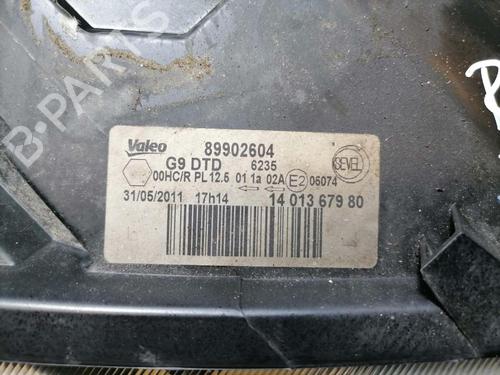 B-PARTS
Valeo 89902604
G9 DTD 6235 SEVEL
00HC/R PL12.5 01 1a 02A E2 06074
31/05/2011 17h14 14 013 679 80